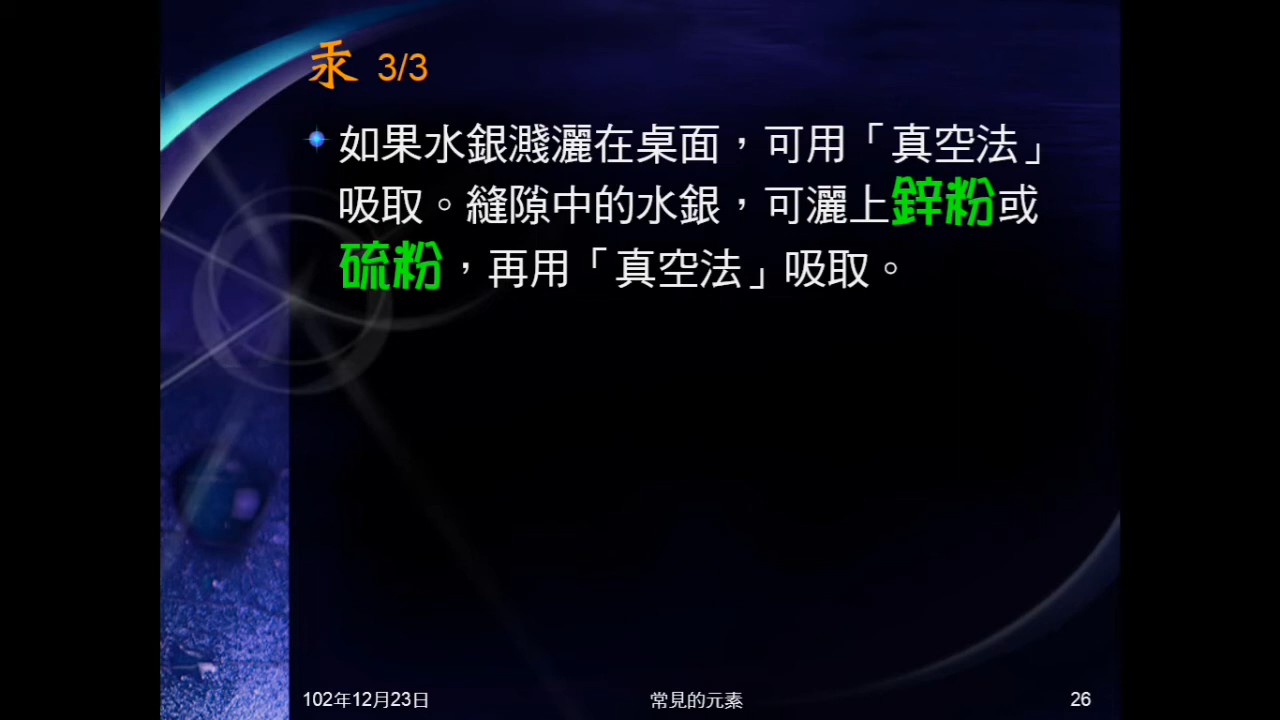 汞 3/3
如果水銀濺灑在桌面，可用「真空法」
吸取。縫隙中的水銀，可灑上鋅粉或
硫粉，再用「真空法」吸取。
102年12月23日
常見的元素
26